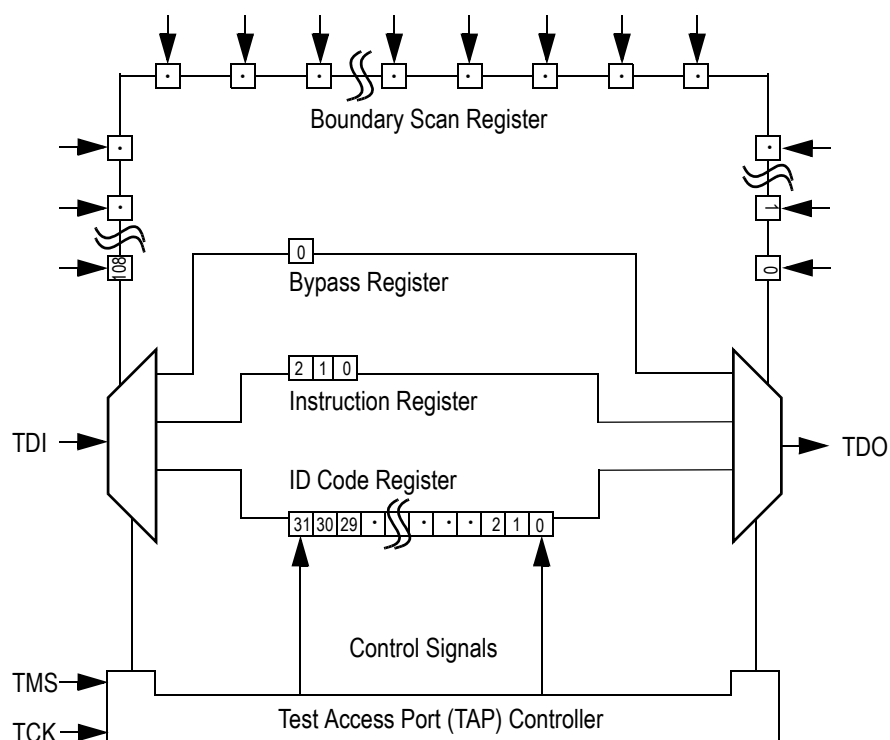 · · · · · · · ·
Boundary Scan Register
· ·
· 1
108 0
0
Bypass Register
2 1 0
Instruction Register
TDI TDO
ID Code Register
31 30 29 · · · · 2 1 0
Control Signals
TMS
Test Access Port (TAP) Controller
TCK